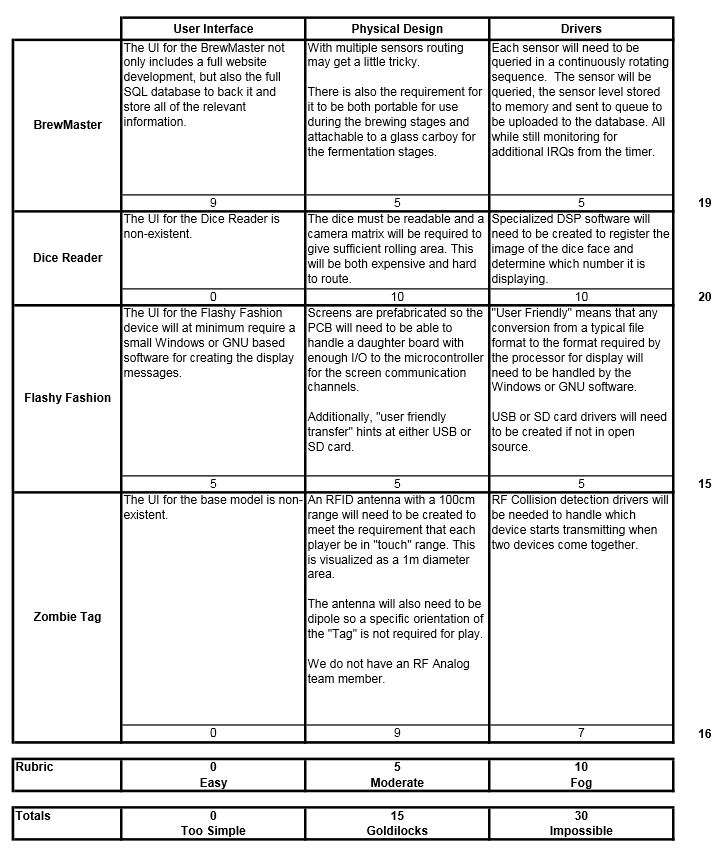 User Interface Physical Design Drivers
BrewMaster
The UI for the BrewMaster not
only includes a full website
development, but also the full
SQL database to back it and
store all of the relevant
information.
With multiple sensors routing
may get a little tricky.
There is also the requirement for
it to be both portable for use
during the brewing stages and
attachable to a glass carboy for
the fermentation stages.
Each sensor will need to be
queried in a continuously rotating
sequence. The sensor will be
queried, the sensor level stored
to memory and sent to queue to
be uploaded to the database. All
while still monitoring for
additional IRQs from the timer.
9 5 5 19
Dice Reader
The UI for the Dice Reader is
non-existent.
The dice must be readable and a
camera matrix will be required to
give sufficient rolling area. This
will be both expensive and hard
to route.
Specialized DSP software will
need to be created to register the
image of the dice face and
determine which number it is
displaying.
0 10 10 20
Flashy Fashion
The UI for the Flashy Fashion
device will at minimum require a
small Windows or GNU based
software for creating the display
messages.
Screens are prefabricated so the
PCB will need to be able to
handle a daughter board with
enough I/O to the microcontroller
for the screen communication
channels.
Additionally, "user friendly
transfer" hints at either USB or
SD card.
"User Friendly" means that any
conversion from a typical file
format to the format required by
the processor for display will
need to be handled by the
Windows or GNU software.
USB or SD card drivers will need
to be created if not in open
source.
5 5 5 15
Zombie Tag
The UI for the base model is non-
existent.
An RFID antenna with a 100cm
range will need to be created to
meet the requirement that each
player be in "touch" range. This
is visualized as a 1m diameter
area.
The antenna will also need to be
dipole so a specific orientation of
the "Tag" is not required for play.
We do not have an RF Analog
team member.
RF Collision detection drivers will
be needed to handle which
device starts transmitting when
two devices come together.
0 9 7 16
Rubric 0 5 10
Easy Moderate Fog
Totals 0 15 30
Too Simple Goldilocks Impossible